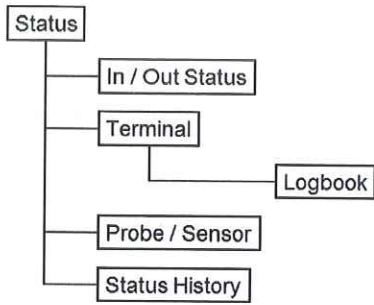 Status
In / Out Status
Terminal
Logbook
Probe / Sensor
Status History